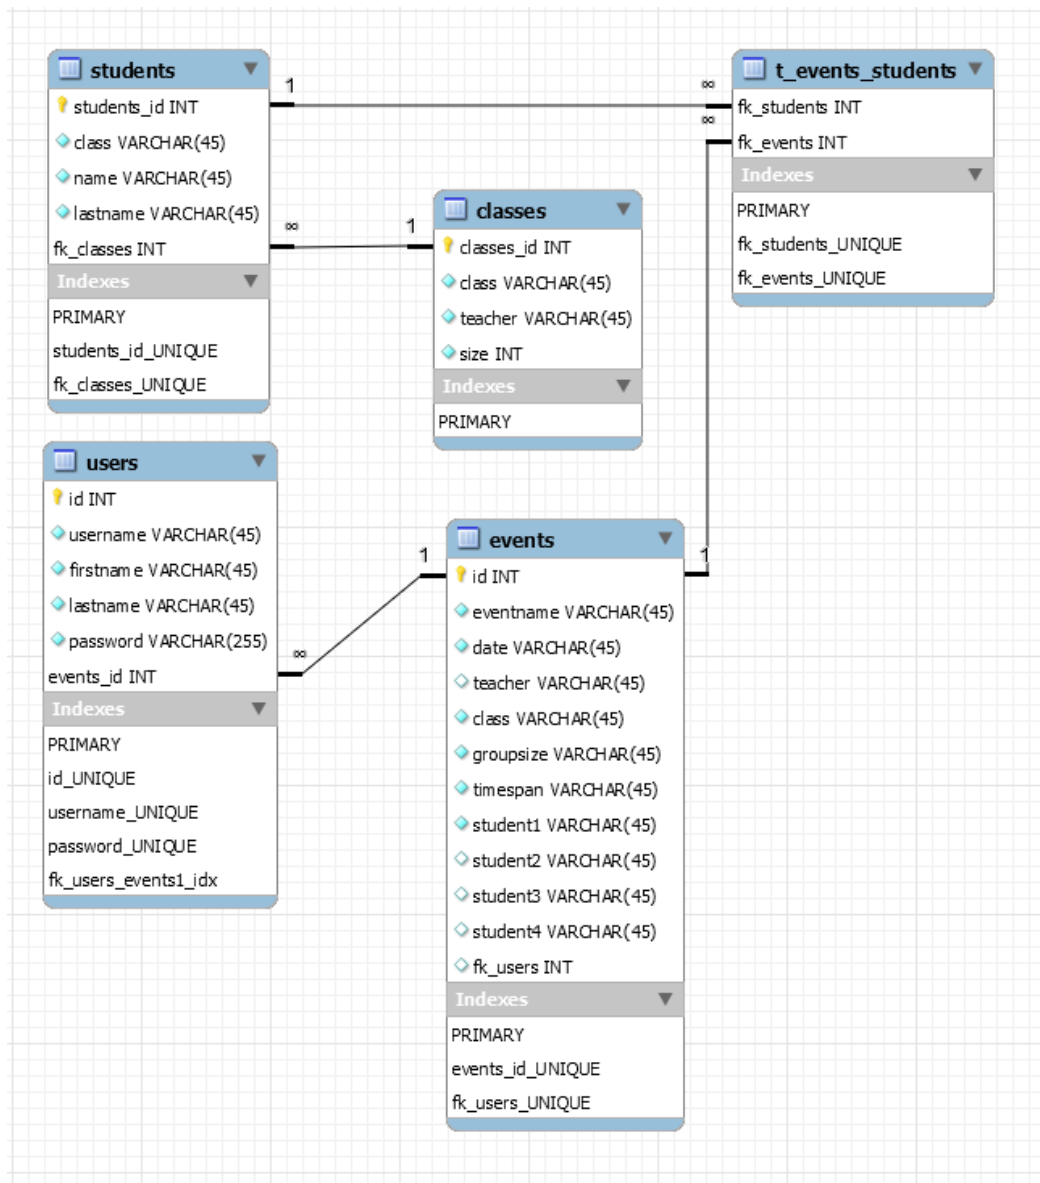 students
1
∞
students_id INT
class VARCHAR(45)
name VARCHAR(45)
lastname VARCHAR(45)
fk_classes INT
Indexes
PRIMARY
students_id_UNIQUE
fk_classes_UNIQUE
∞
1
t_events_students
∞
fk_students INT
fk_events INT
Indexes
PRIMARY
fk_students_UNIQUE
fk_events_UNIQUE
classes
classes_id INT
class VARCHAR(45)
teacher VARCHAR(45)
size INT
Indexes
PRIMARY
users
id INT
username VARCHAR(45)
firstname VARCHAR(45)
lastname VARCHAR(45)
password VARCHAR(255)
events_id INT
Indexes
PRIMARY
id_UNIQUE
username_UNIQUE
password_UNIQUE
fk_users_events1_idx
∞
1
events
1
id INT
eventname VARCHAR(45)
date VARCHAR(45)
teacher VARCHAR(45)
class VARCHAR(45)
groupsize VARCHAR(45)
timespan VARCHAR(45)
student1 VARCHAR(45)
student2 VARCHAR(45)
student3 VARCHAR(45)
student4 VARCHAR(45)
fk_users INT
Indexes
PRIMARY
events_id_UNIQUE
fk_users_UNIQUE